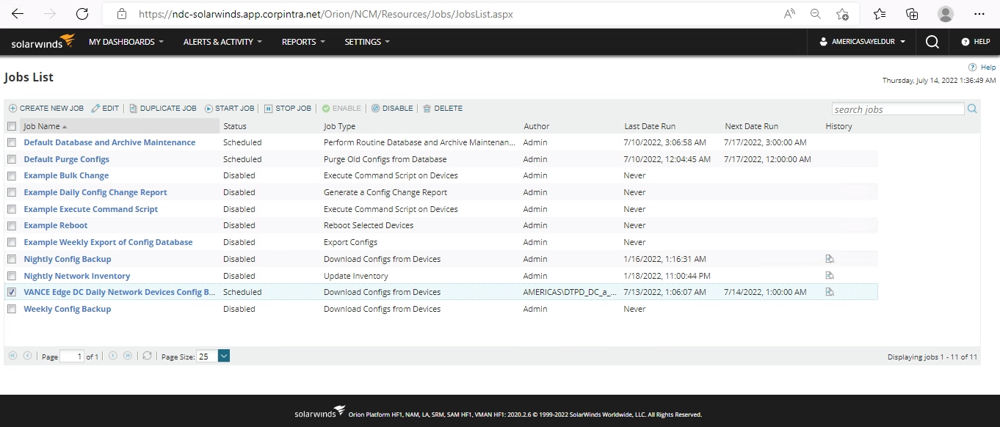 https://ndc-solarwinds.app.corpintra.net/Orion/NCM/Resources/Jobs/JobsList.aspx
solarwinds MY DASHBOARDS ALERTS & ACTIVITY REPORTS SETTINGS AMERICAS\AYELDUR HELP
Help
Jobs List
Thursday, July 14, 2022 1:36:49 AM
CREATE NEW JOB EDIT DUPLICATE JOB START JOB STOP JOB ENABLE DISABLE DELETE search jobs
Job Name Status Job Type Author Last Date Run Next Date Run History
Default Database and Archive Maintenance Scheduled Perform Routine Database and Archive Maintenan... Admin 7/10/2022, 3:06:58 AM 7/17/2022, 3:00:00 AM
Default Purge Configs Scheduled Purge Old Configs from Database Admin 7/10/2022, 12:04:45 AM 7/17/2022, 12:00:00 AM
Example Bulk Change Disabled Execute Command Script on Devices Admin Never
Example Daily Config Change Report Disabled Generate a Config Change Report Admin Never
Example Execute Command Script Disabled Execute Command Script on Devices Admin Never
Example Reboot Disabled Reboot Selected Devices Admin Never
Example Weekly Export of Config Database Disabled Export Configs Admin Never
Nightly Config Backup Disabled Download Configs from Devices Admin 1/16/2022, 1:16:31 AM
Nightly Network Inventory Disabled Update Inventory Admin 1/18/2022, 11:00:44 PM
VANCE Edge DC Daily Network Devices Config B... Scheduled Download Configs from Devices AMERICAS\DTPD_DC_a_... 7/13/2022, 1:06:07 AM 7/14/2022, 1:00:00 AM
Weekly Config Backup Disabled Download Configs from Devices Admin Never
Page 1 of 1 Page Size: 25 Displaying jobs 1 - 11 of 11
solarwinds Orion Platform HF1, NAM, LA, SRM, SAM HF1, VMAN HF1: 2020.2.6 © 1999-2022 SolarWinds Worldwide, LLC. All Rights Reserved.